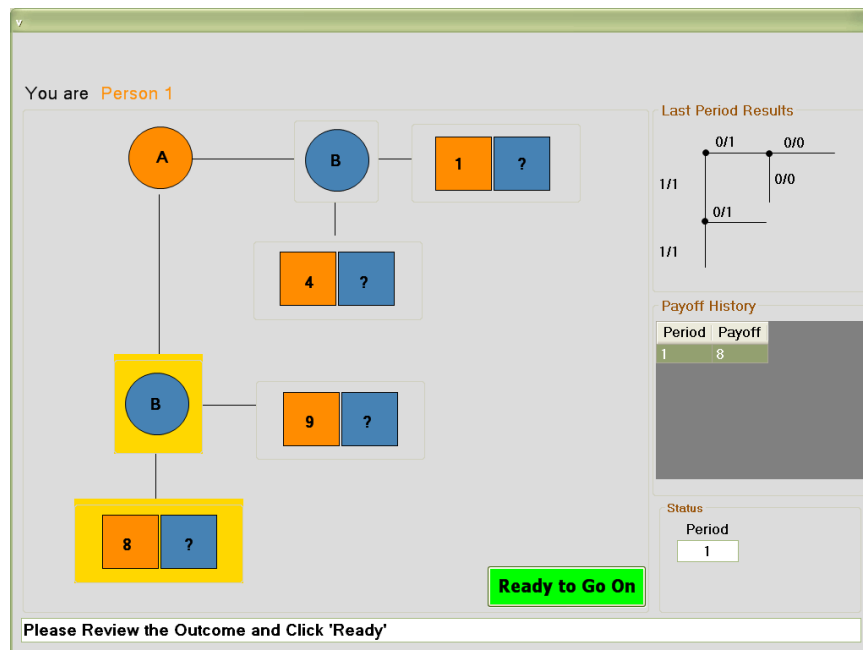 v
You are Person 1
A
B
1 ?
4 ?
B
9 ?
8 ?
Ready to Go On
Last Period Results
0/1 0/0
1/1 0/0
0/1
1/1
Payoff History
Period Payoff
1 8
Status
Period
1
Please Review the Outcome and Click 'Ready'